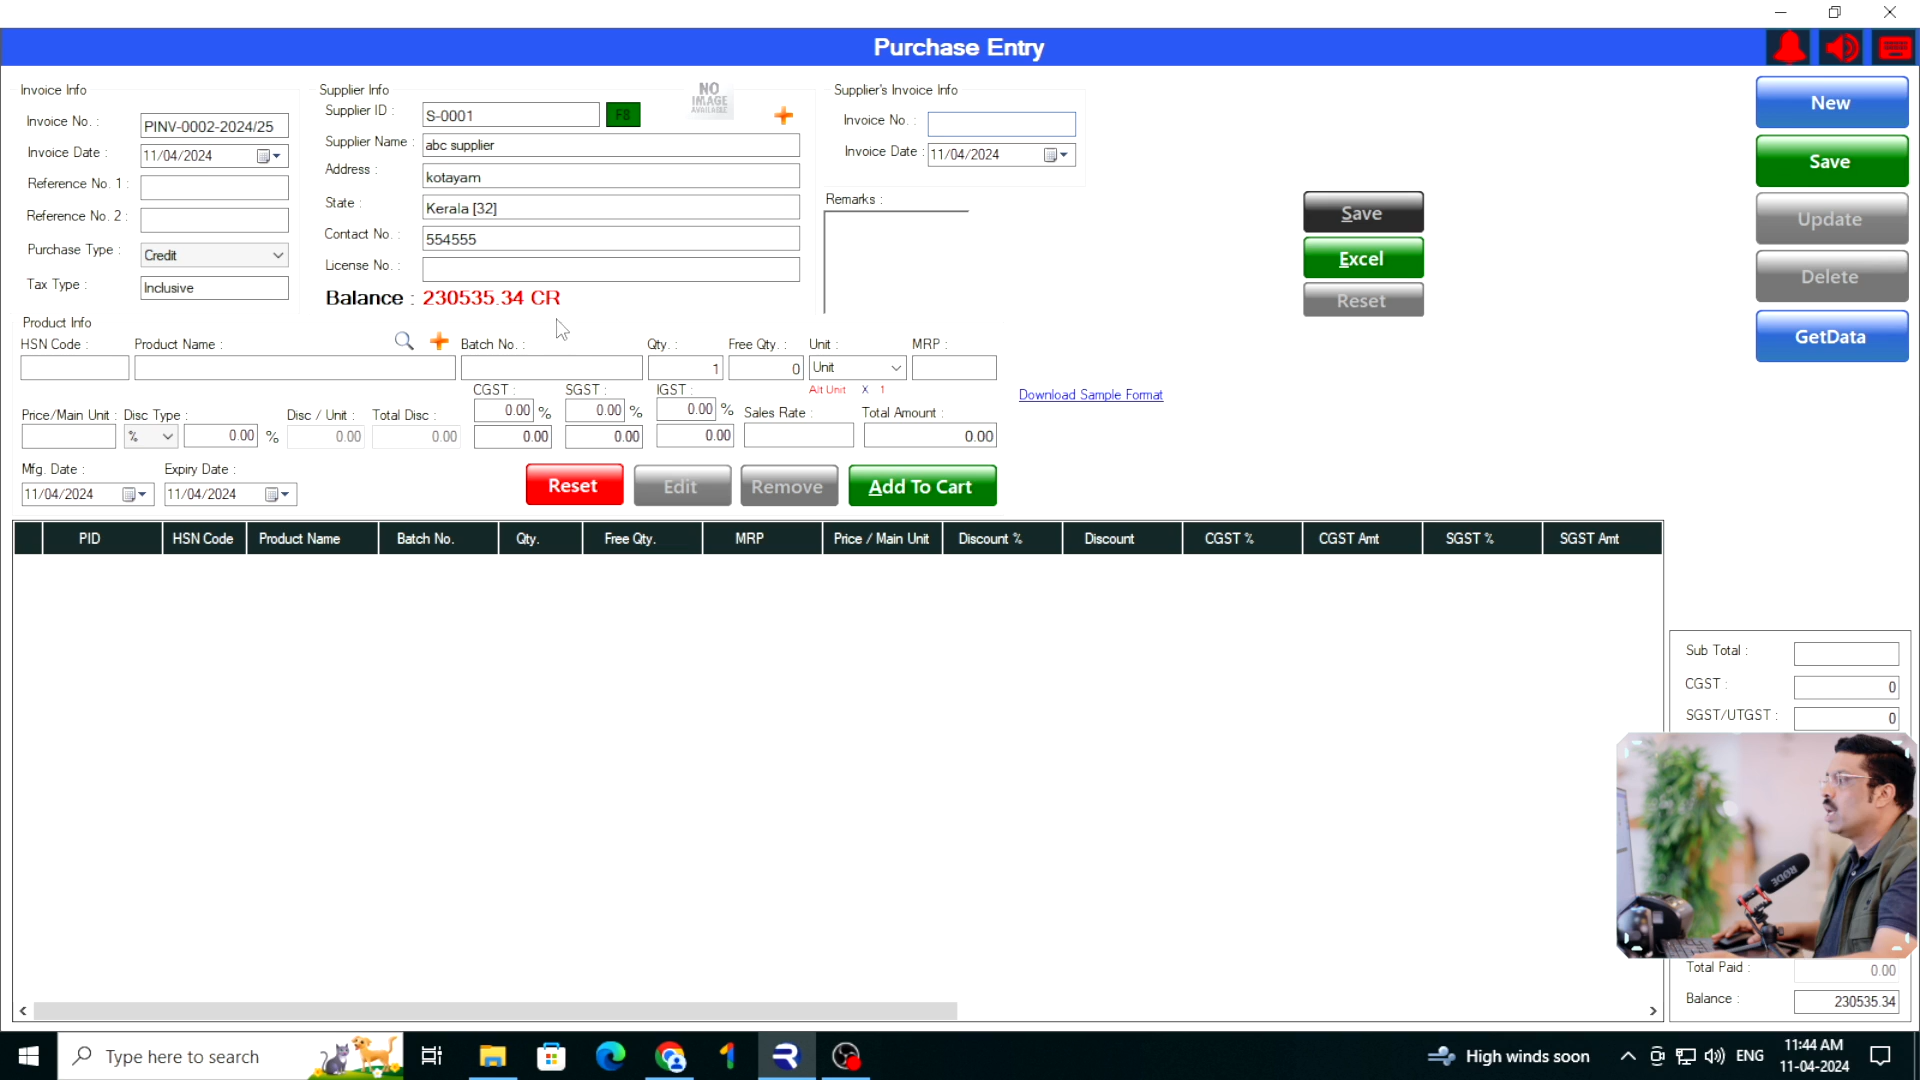 Purchase Entry
Invoice Info
Invoice No. :
PINV-0002-2024/25
Invoice Date :
11/04/2024
Reference No. 1 :
Reference No. 2 :
Purchase Type :
Credit
Tax Type :
Inclusive
Supplier Info
Supplier ID :
S-0001
F8
NO
IMAGE
AVAILABLE
Supplier Name :
abc supplier
Address :
kotayam
State :
Kerala [32]
Contact No. :
554555
License No. :
Balance : 230535.34 CR
Supplier's Invoice Info
Invoice No. :
Invoice Date :
11/04/2024
Remarks :
Save
Excel
Reset
New
Save
Update
Delete
GetData
Product Info
HSN Code :
Product Name :
Batch No. :
Qty. :
Free Qty. :
Unit :
MRP :
1
0
Unit
Alt Unit X 1
Download Sample Format
Price/Main Unit :
Disc Type :
Disc / Unit :
Total Disc :
CGST :
SGST :
IGST :
Sales Rate :
Total Amount :
0.00 %
0.00 %
0.00 %
% 0.00 %
0.00
0.00
0.00
0.00
0.00
0.00
Mfg. Date :
Expiry Date :
11/04/2024
11/04/2024
Reset
Edit
Remove
Add To Cart
PID HSN Code Product Name Batch No. Qty. Free Qty. MRP Price / Main Unit Discount % Discount CGST % CGST Amt SGST % SGST Amt
Sub Total :
CGST :
0
SGST/UTGST :
0
RØDE
Total Paid :
0.00
Balance :
230535.34
Type here to search
High winds soon
ENG
11:44 AM
11-04-2024